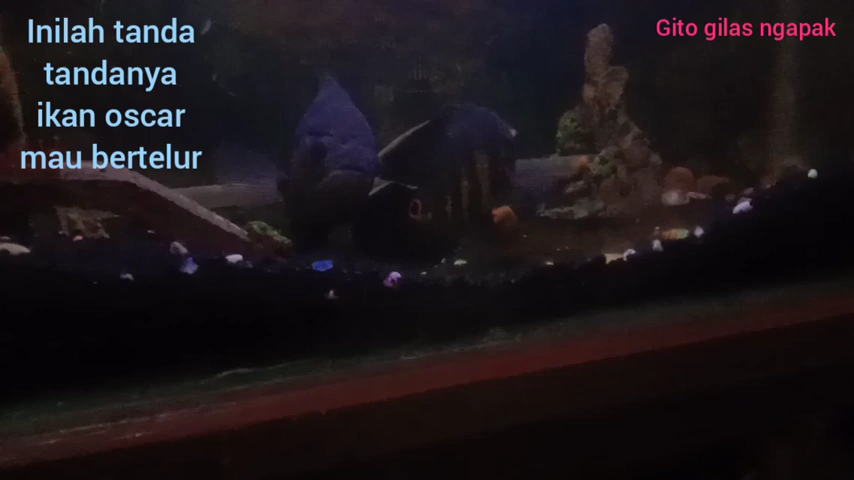 Inilah tanda
tandanya
ikan oscar
mau bertelur
Gito gilas ngapak